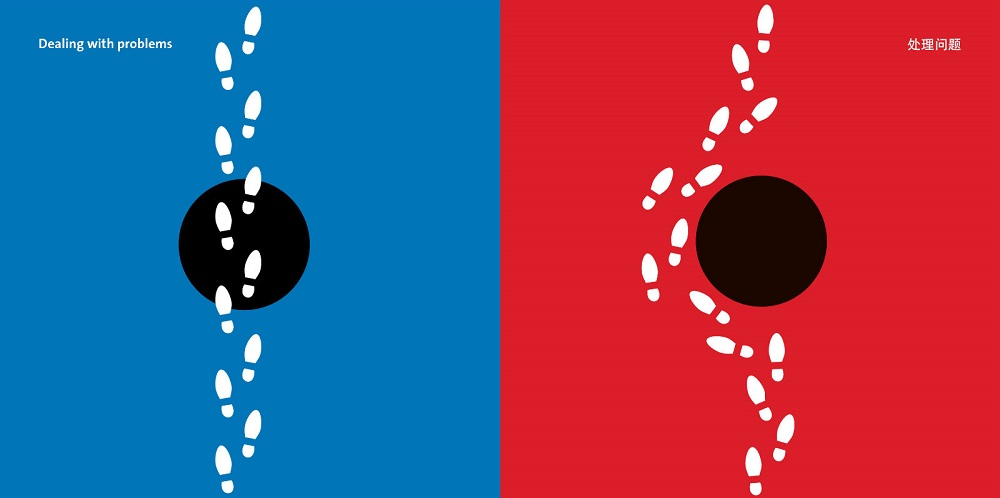 Dealing with problems
处理问题